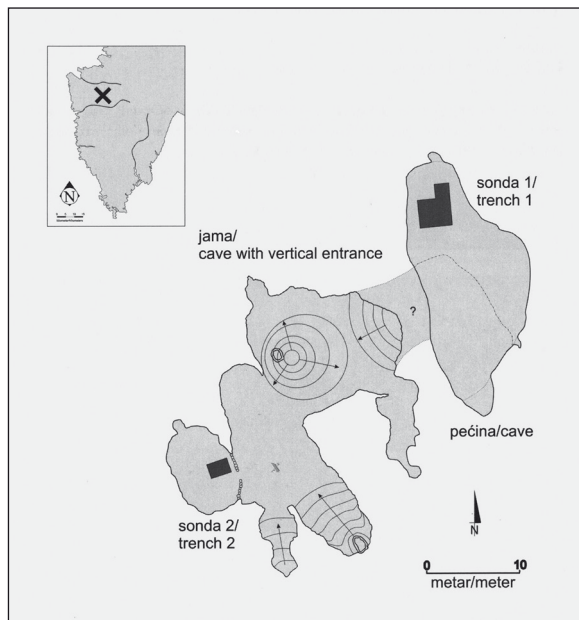 N
sonda 1/
trench 1
jama/
cave with vertical entrance
?
pećina/cave
sonda 2/
trench 2
N
0 10
metar/meter